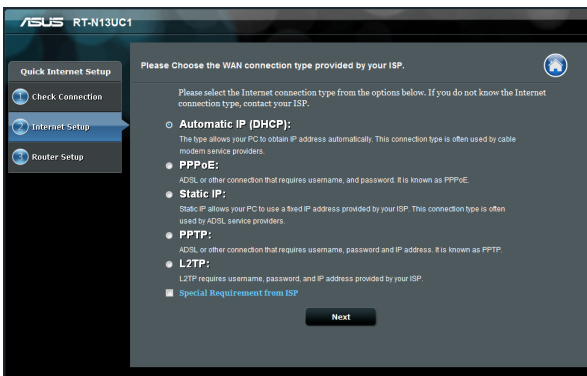 ASUS RT-N13UC1
Quick Internet Setup
1 Check Connection
2 Internet Setup
3 Router Setup
Please Choose the WAN connection type provided by your ISP.
Please select the Internet connection type from the options below. If you do not know the Internet
connection type, contact your ISP.
Automatic IP (DHCP):
The type allows your PC to obtain IP address automatically. This connection type is often used by cable
modem service providers.
PPPoE:
ADSL or other connection that requires username, and password. It is known as PPPoE.
Static IP:
Static IP allows your PC to use a fixed IP address provided by your ISP. This connection type is often
used by ADSL service providers.
PPTP:
ADSL or other connection that requires username, password and IP address. It is known as PPTP.
L2TP:
L2TP requires username, password, and IP address provided by your ISP.
Special Requirement from ISP
Next